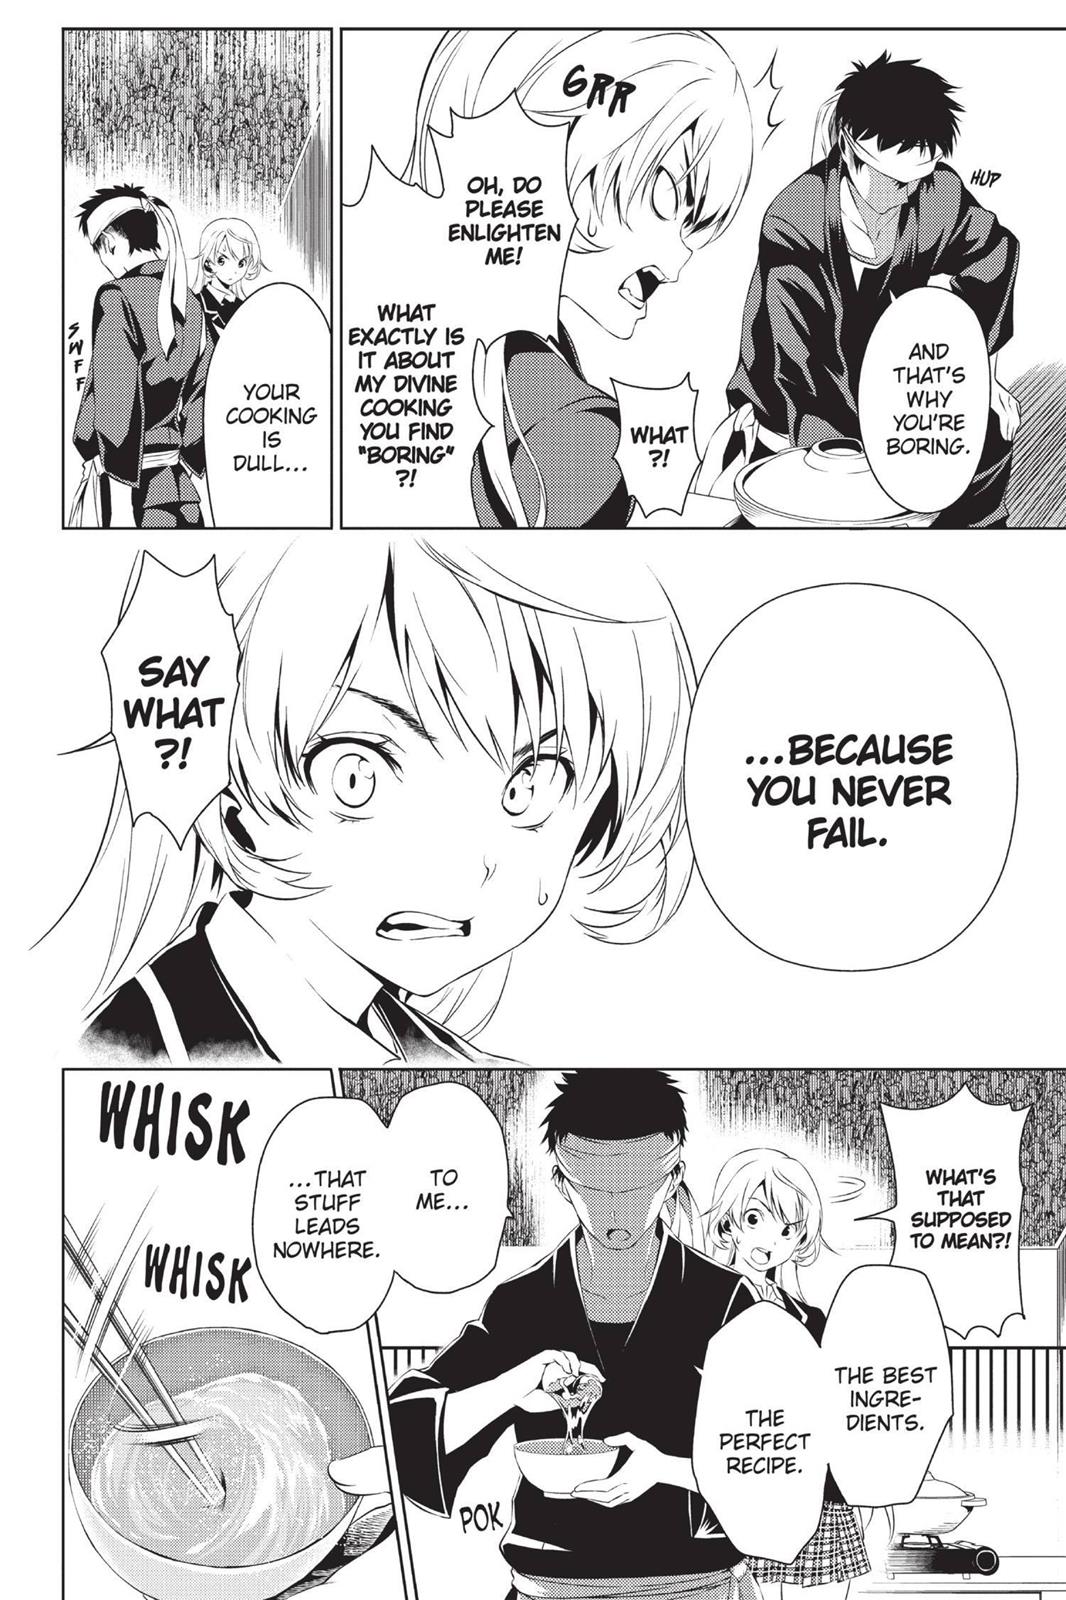 AND
THAT'S
WHY
YOU'RE
BORING.
HUP
WHAT
?!
GRR
OH, DO
PLEASE
ENLIGHTEN
ME!
WHAT
EXACTLY IS
IT ABOUT
MY DIVINE
COOKING
YOU FIND
"BORING"
?!
YOUR
COOKING IS
DULL...
SWFF
...BECAUSE
YOU NEVER
FAIL.
SAY
WHAT
?!
WHAT'S
THAT
SUPPOSED
TO MEAN?!
THE BEST
INGRE-
DIENTS.
THE
PERFECT
RECIPE.
POK
TO
ME...
...THAT
STUFF
LEADS
NOWHERE.
WHISK
WHISK